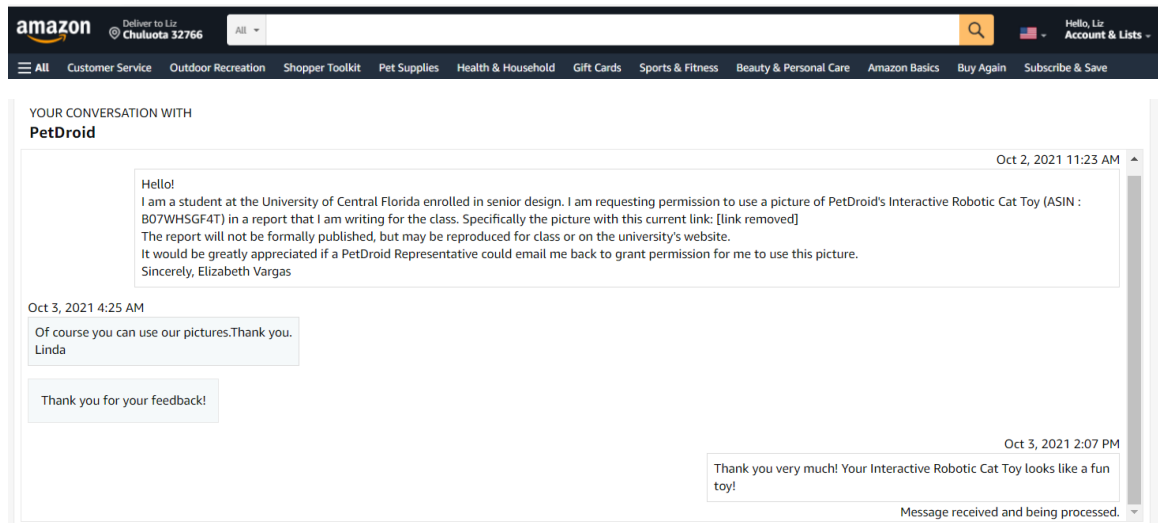 amazon
Deliver to Liz
Chuluota 32766
All
Hello, Liz
Account & Lists
All Customer Service Outdoor Recreation Shopper Toolkit Pet Supplies Health & Household Gift Cards Sports & Fitness Beauty & Personal Care Amazon Basics Buy Again Subscribe & Save
YOUR CONVERSATION WITH
PetDroid
Oct 2, 2021 11:23 AM
Hello!
I am a student at the University of Central Florida enrolled in senior design. I am requesting permission to use a picture of PetDroid's Interactive Robotic Cat Toy (ASIN :
B07WHSGF4T) in a report that I am writing for the class. Specifically the picture with this current link: [link removed]
The report will not be formally published, but may be reproduced for class or on the university's website.
It would be greatly appreciated if a PetDroid Representative could email me back to grant permission for me to use this picture.
Sincerely, Elizabeth Vargas
Oct 3, 2021 4:25 AM
Of course you can use our pictures.Thank you.
Linda
Thank you for your feedback!
Oct 3, 2021 2:07 PM
Thank you very much! Your Interactive Robotic Cat Toy looks like a fun
toy!
Message received and being processed.